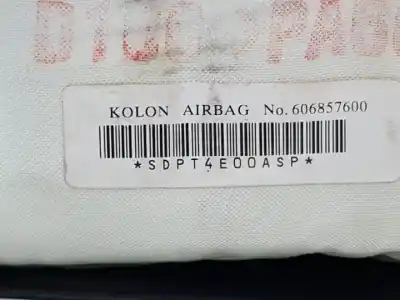 KOLON AIRBAG No. 606857600
*SDPT4E00ASP*